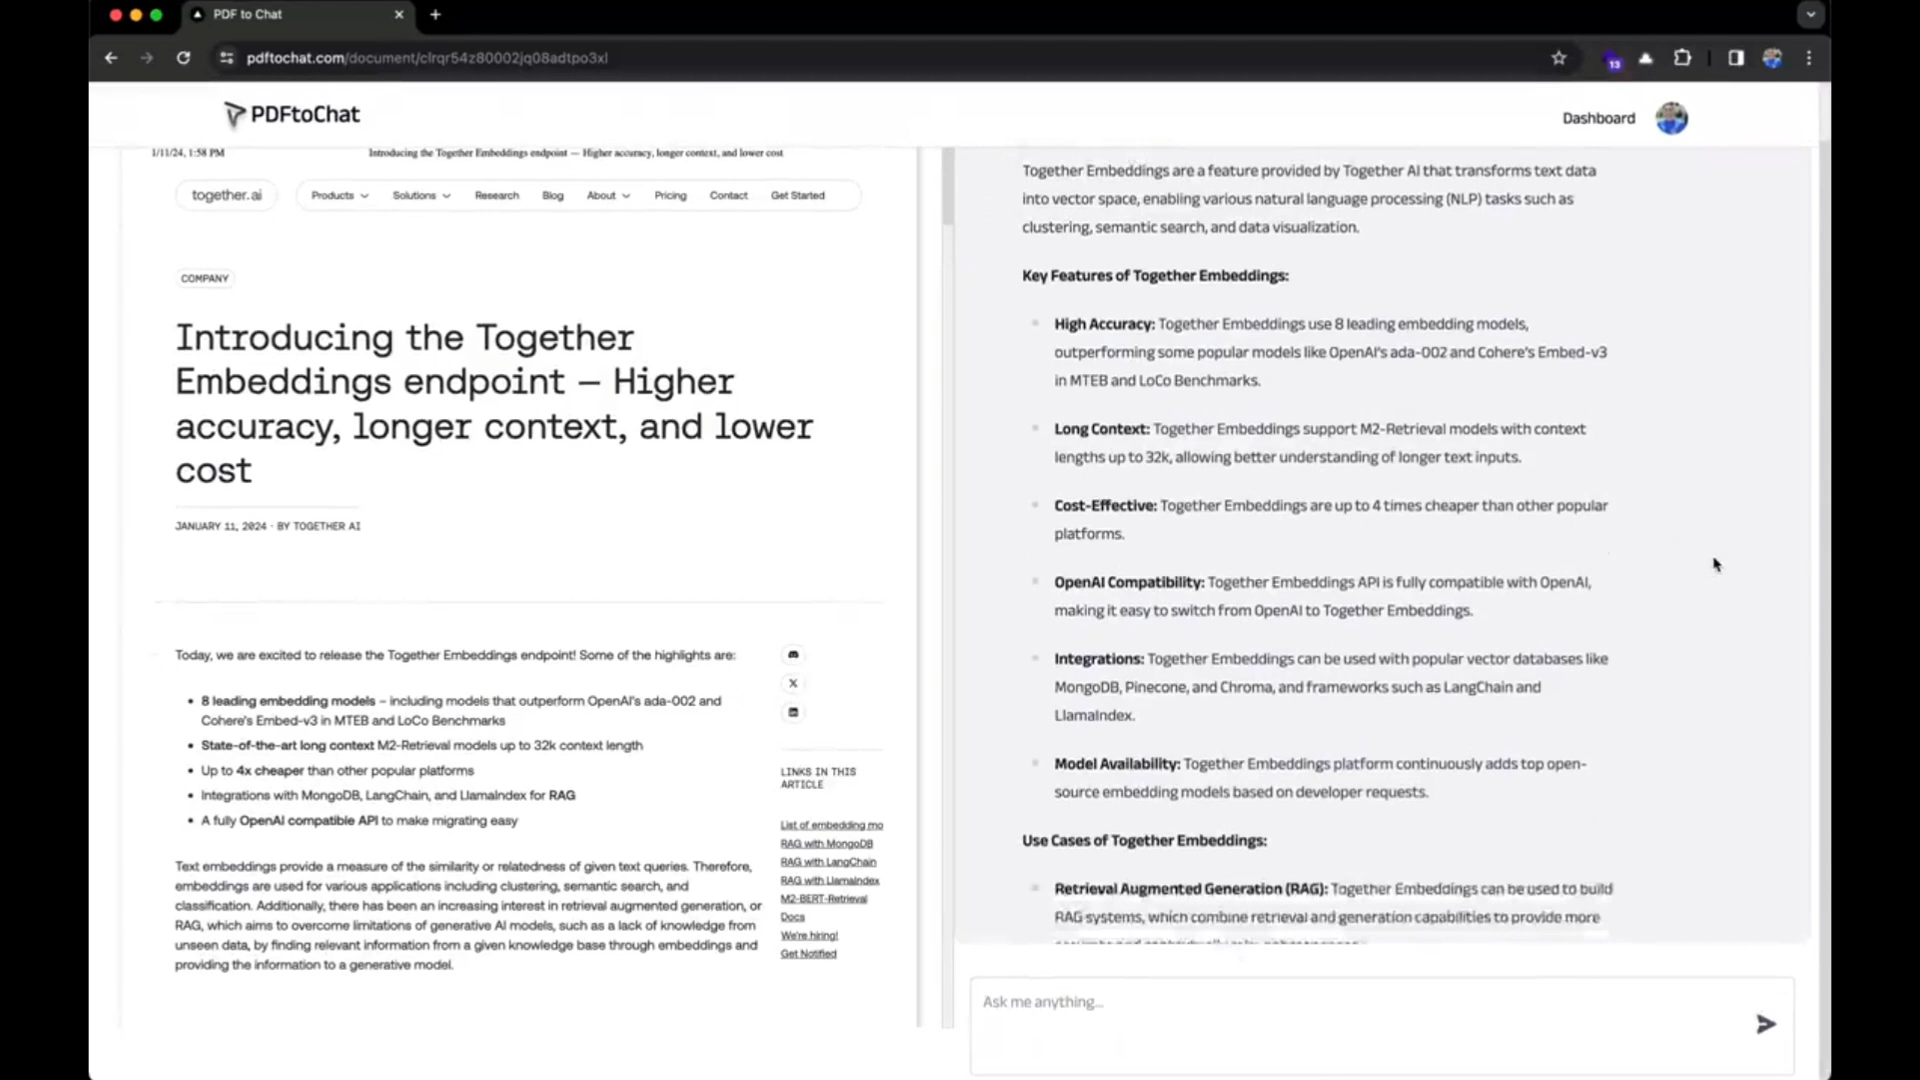 PDF to Chat
pdftochat.com/document/clrqr54z80002jq08adtpo3xl
13
PDFtoChat
Dashboard
1/11/24, 1:58 PM
Introducing the Together Embeddings endpoint — Higher accuracy, longer context, and lower cost
together.ai
Products
Solutions
Research
Blog
About
Pricing
Contact
Get Started
COMPANY
Introducing the Together
Embeddings endpoint — Higher
accuracy, longer context, and lower
cost
JANUARY 11, 2024 · BY TOGETHER AI
Today, we are excited to release the Together Embeddings endpoint! Some of the highlights are:
• 8 leading embedding models – including models that outperform OpenAI's ada-002 and
Cohere's Embed-v3 in MTEB and LoCo Benchmarks
• State-of-the-art long context M2-Retrieval models up to 32k context length
• Up to 4x cheaper than other popular platforms
• Integrations with MongoDB, LangChain, and LlamaIndex for RAG
• A fully OpenAI compatible API to make migrating easy
Text embeddings provide a measure of the similarity or relatedness of given text queries. Therefore,
embeddings are used for various applications including clustering, semantic search, and
classification. Additionally, there has been an increasing interest in retrieval augmented generation, or
RAG, which aims to overcome limitations of generative AI models, such as a lack of knowledge from
unseen data, by finding relevant information from a given knowledge base through embeddings and
providing the information to a generative model.
LINKS IN THIS
ARTICLE
List of embedding mo
RAG with MongoDB
RAG with LangChain
RAG with LlamaIndex
M2-BERT-Retrieval
Docs
We're hiring!
Get Notified
Together Embeddings are a feature provided by Together AI that transforms text data
into vector space, enabling various natural language processing (NLP) tasks such as
clustering, semantic search, and data visualization.
Key Features of Together Embeddings:
High Accuracy: Together Embeddings use 8 leading embedding models,
outperforming some popular models like OpenAI's ada-002 and Cohere's Embed-v3
in MTEB and LoCo Benchmarks.
Long Context: Together Embeddings support M2-Retrieval models with context
lengths up to 32k, allowing better understanding of longer text inputs.
Cost-Effective: Together Embeddings are up to 4 times cheaper than other popular
platforms.
OpenAI Compatibility: Together Embeddings API is fully compatible with OpenAI,
making it easy to switch from OpenAI to Together Embeddings.
Integrations: Together Embeddings can be used with popular vector databases like
MongoDB, Pinecone, and Chroma, and frameworks such as LangChain and
LlamaIndex.
Model Availability: Together Embeddings platform continuously adds top open-
source embedding models based on developer requests.
Use Cases of Together Embeddings:
Retrieval Augmented Generation (RAG): Together Embeddings can be used to build
RAG systems, which combine retrieval and generation capabilities to provide more
Ask me anything...